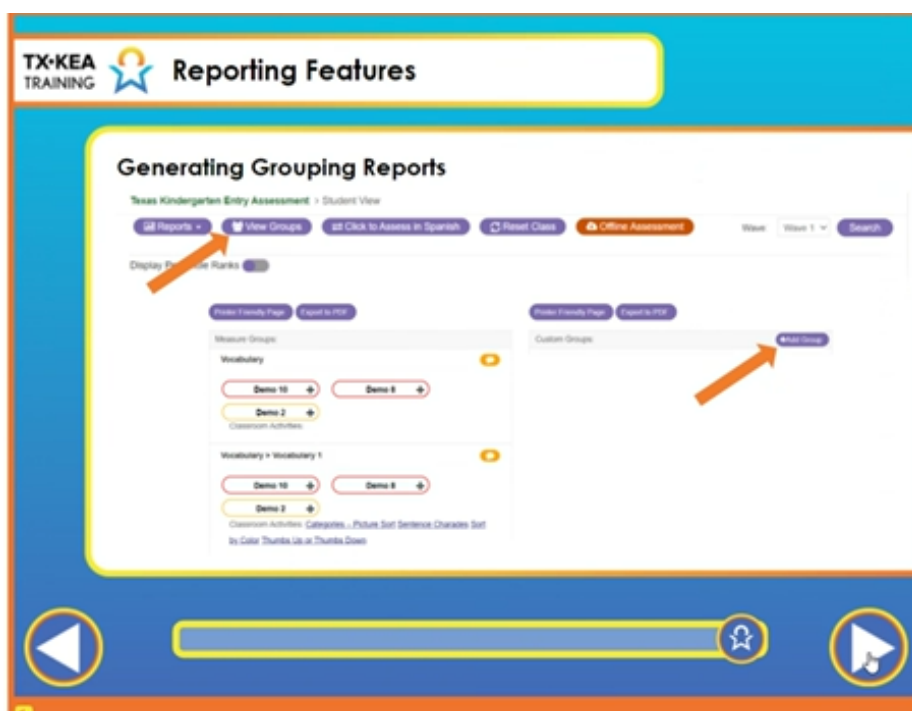 TX-KEA
TRAINING
Reporting Features
Generating Grouping Reports
Texas Kindergarten Entry Assessment > Student View
Reports
View Groups
Click to Assess in Spanish
Reset Class
Offline Assessment
Wave:
Wave 1
Search
Display Ranks
Printer Friendly Page
Export to PDF
Printer Friendly Page
Export to PDF
Measure Groups:
Custom Groups:
+Add Group
Vocabulary
Demo 10
Demo 8
Demo 2
Classroom Activities:
Vocabulary > Vocabulary 1
Demo 10
Demo 8
Demo 2
Classroom Activities: Categories - Picture Sort Sentence Charades Sort
by Color Thumbs Up or Thumbs Down